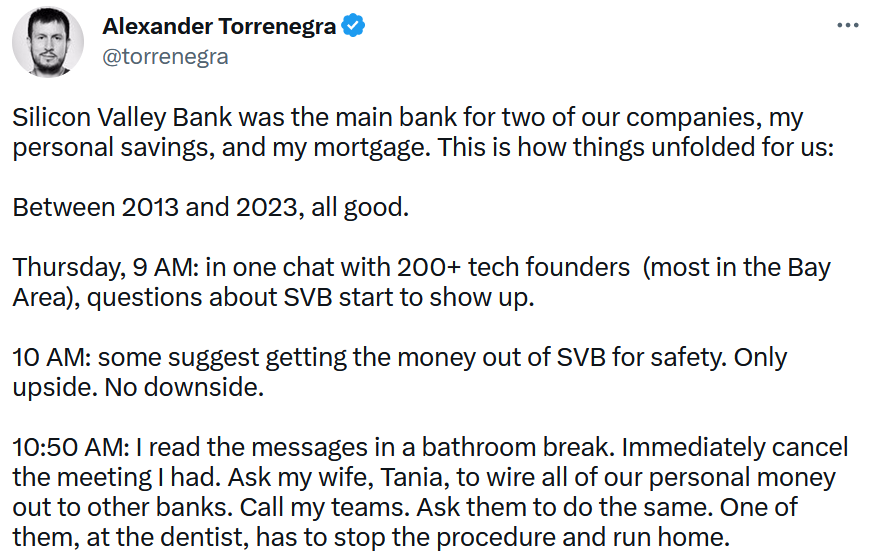 Alexander Torrenegra
@torrenegra
Silicon Valley Bank was the main bank for two of our companies, my
personal savings, and my mortgage. This is how things unfolded for us:
Between 2013 and 2023, all good.
Thursday, 9 AM: in one chat with 200+ tech founders  (most in the Bay
Area), questions about SVB start to show up.
10 AM: some suggest getting the money out of SVB for safety. Only
upside. No downside.
10:50 AM: I read the messages in a bathroom break. Immediately cancel
the meeting I had. Ask my wife, Tania, to wire all of our personal money
out to other banks. Call my teams. Ask them to do the same. One of
them, at the dentist, has to stop the procedure and run home.